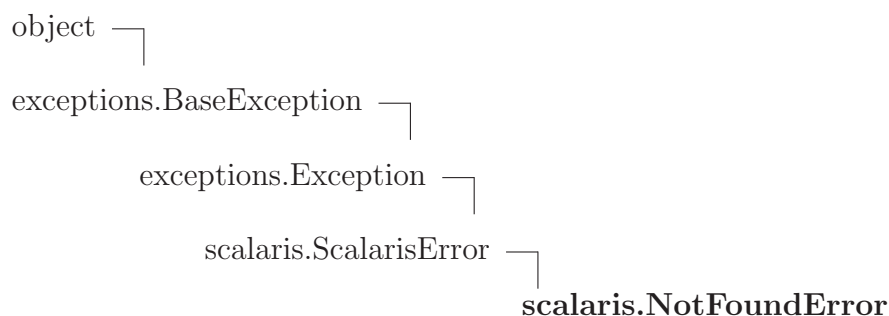 object
exceptions.BaseException
exceptions.Exception
scalaris.ScalarisError
scalaris.NotFoundError